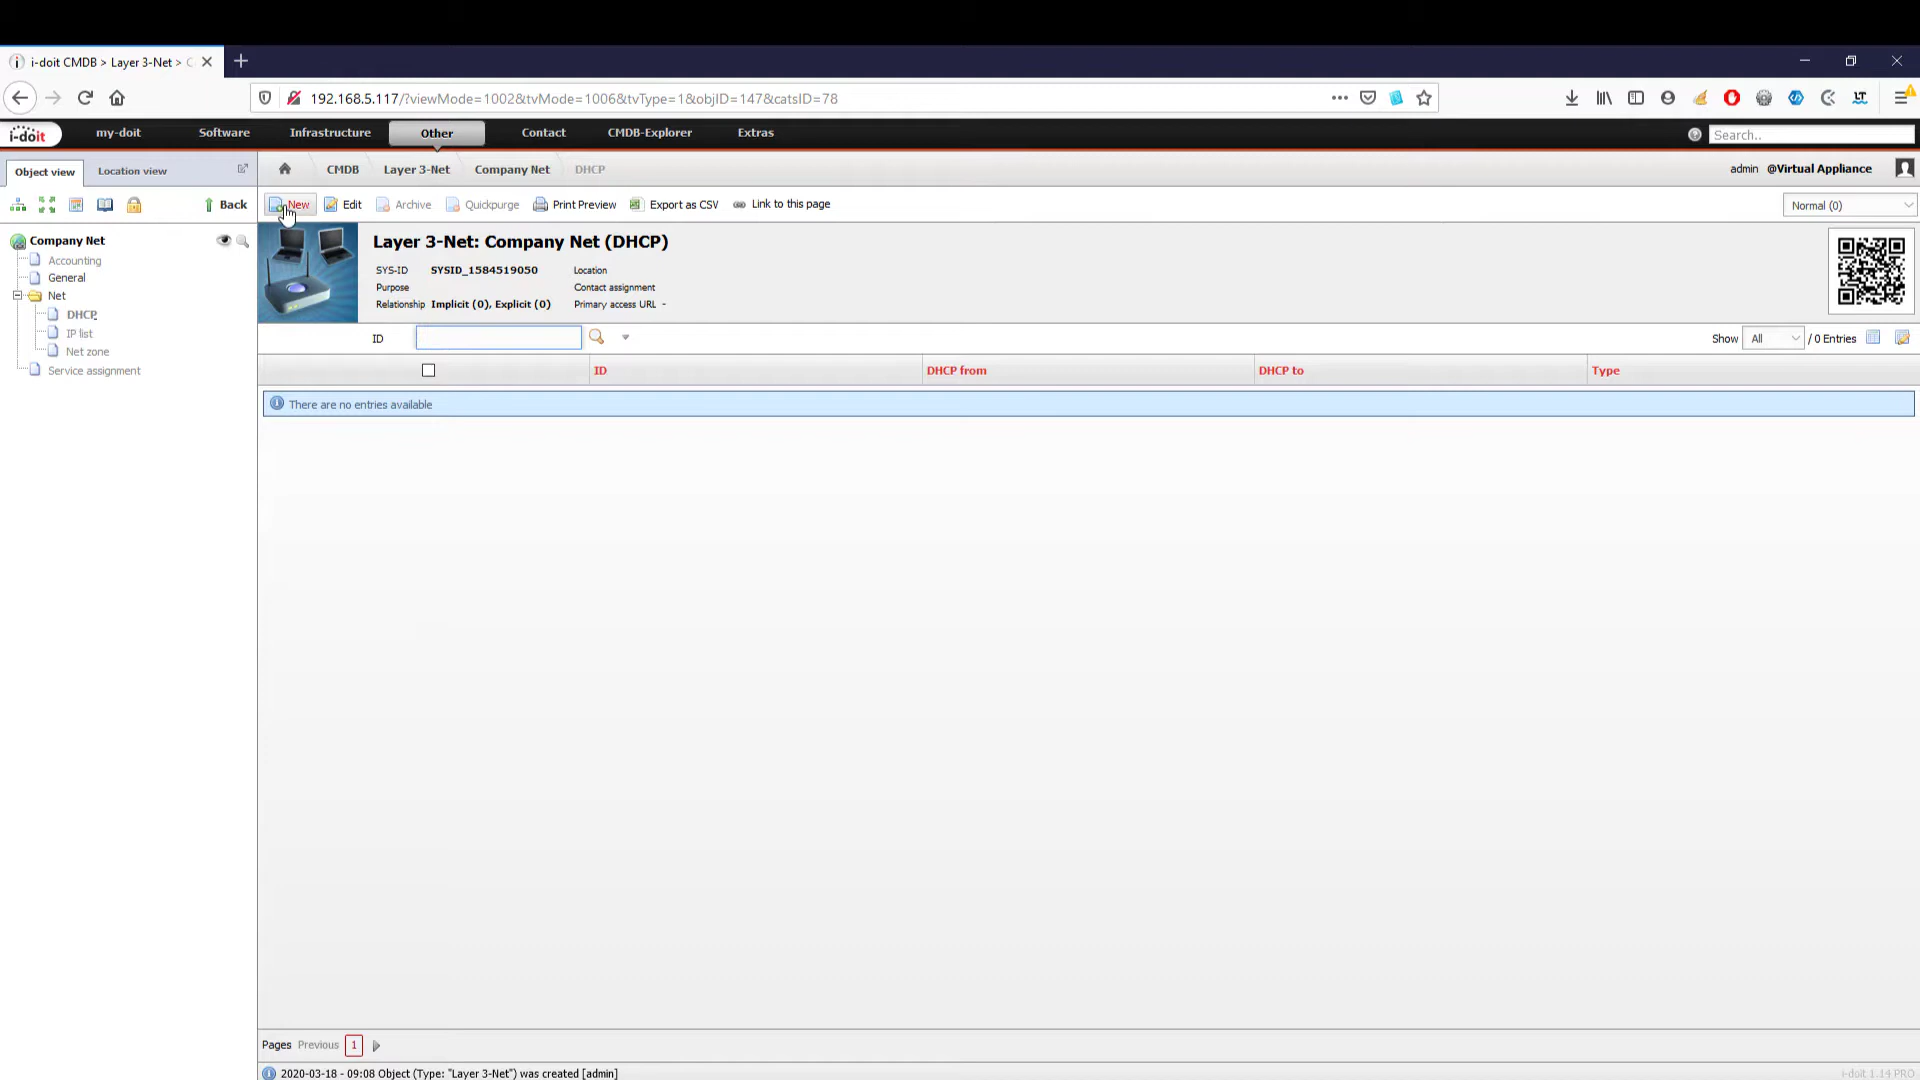 i-doit CMDB > Layer 3-Net > C
192.168.5.117/?viewMode=1002&tvMode=1006&tvType=1&objID=147&catsID=78
i-doit
my-doit Software Infrastructure Other Contact CMDB-Explorer Extras Search..
Object view Location view
CMDB Layer 3-Net Company Net DHCP admin @Virtual Appliance
Back
New Edit Archive Quickpurge Print Preview Export as CSV Link to this page Normal (0)
Company Net
Accounting
General
Net
DHCP
IP list
Net zone
Service assignment
Layer 3-Net: Company Net (DHCP)
SYS-ID SYSID_1584519050 Location
Purpose Contact assignment
Relationship Implicit (0), Explicit (0) Primary access URL -
ID Show All / 0 Entries
ID DHCP from DHCP to Type
There are no entries available
Pages Previous 1
2020-03-18 - 09:08 Object (Type: "Layer 3-Net") was created [admin] i-doit 1.14 PRO